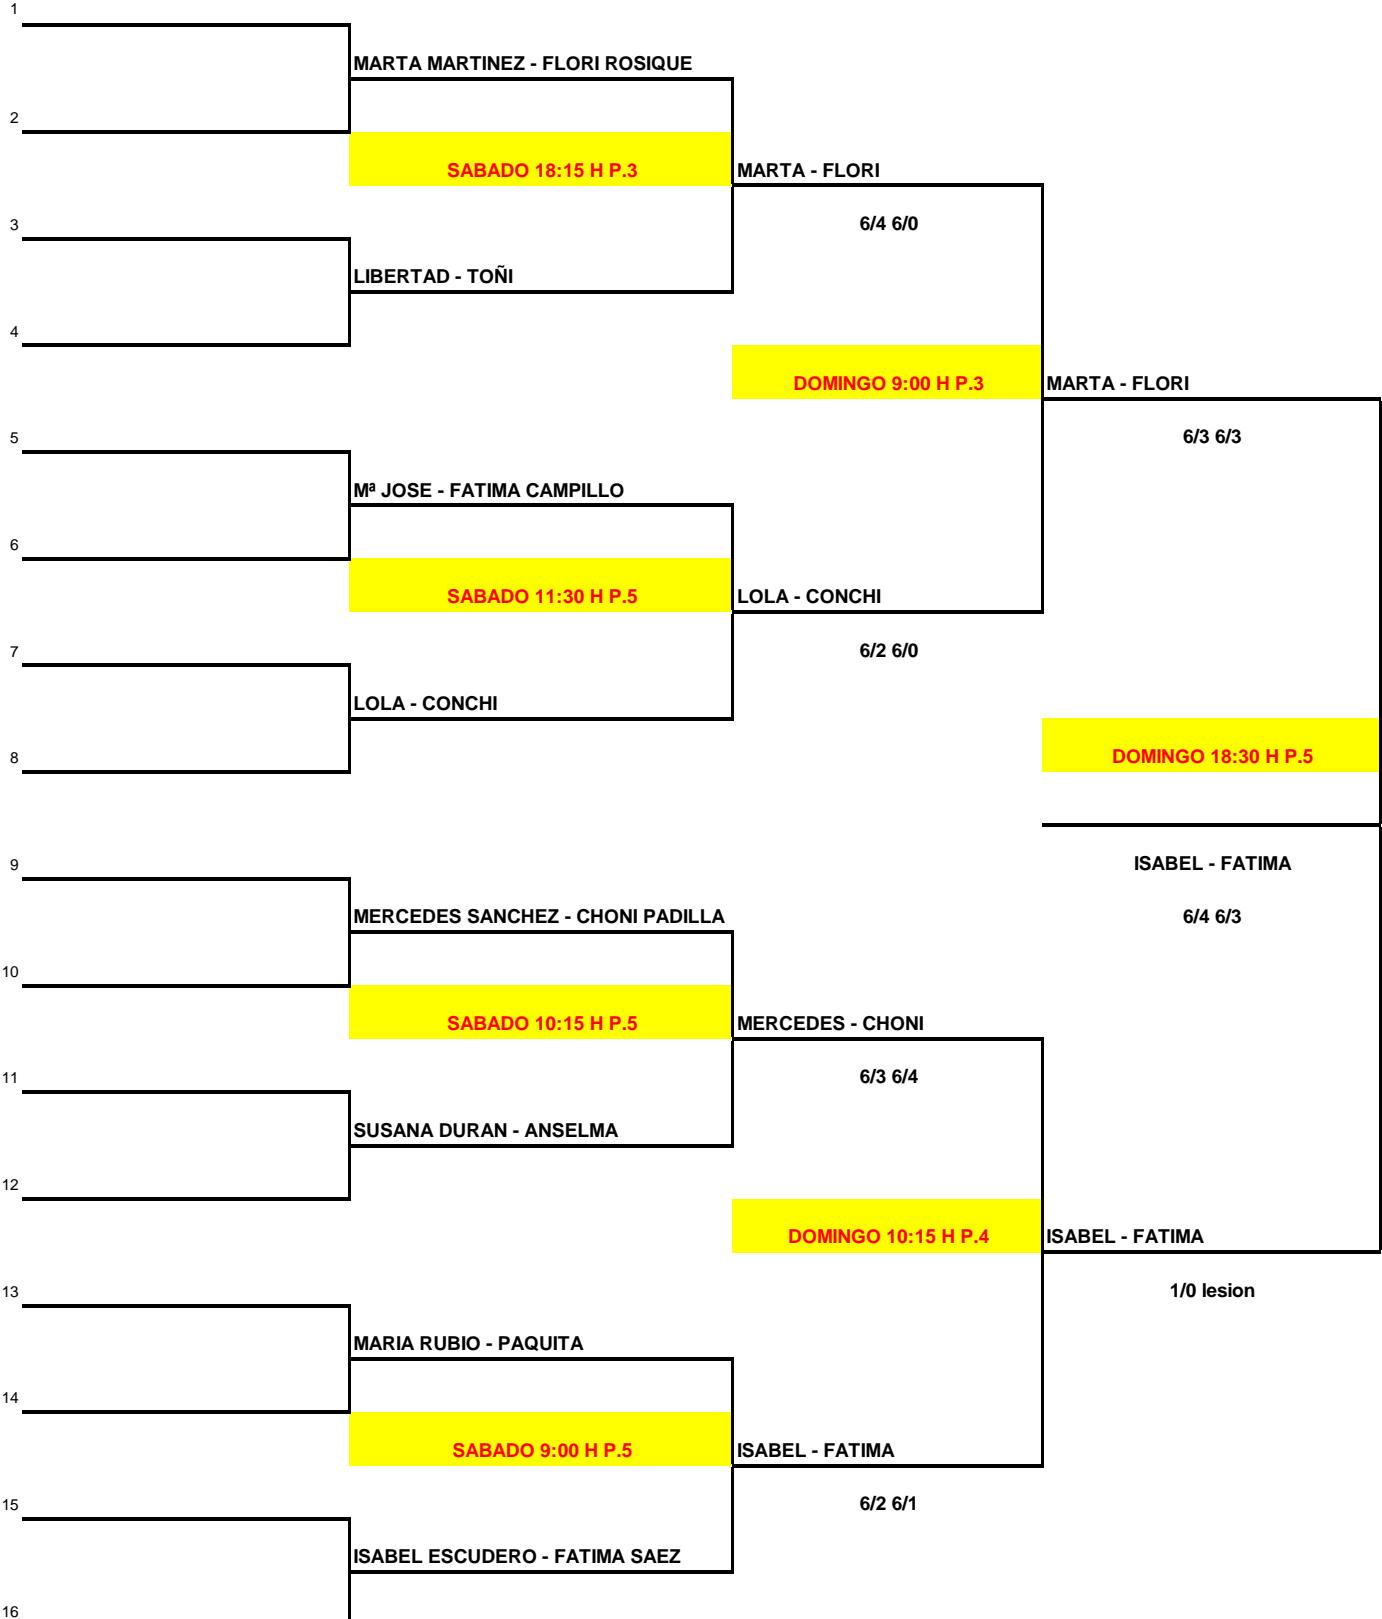 1
MARTA MARTINEZ - FLORI ROSIQUE
2
SABADO 18:15 H P.3
MARTA - FLORI
3
6/4 6/0
LIBERTAD - TOÑI
4
DOMINGO 9:00 H P.3
MARTA - FLORI
5
6/3 6/3
Mª JOSE - FATIMA CAMPILLO
6
SABADO 11:30 H P.5
LOLA - CONCHI
7
6/2 6/0
LOLA - CONCHI
8
DOMINGO 18:30 H P.5
9
ISABEL - FATIMA
MERCEDES SANCHEZ - CHONI PADILLA
6/4 6/3
10
SABADO 10:15 H P.5
MERCEDES - CHONI
11
6/3 6/4
SUSANA DURAN - ANSELMA
12
DOMINGO 10:15 H P.4
ISABEL - FATIMA
13
1/0 lesion
MARIA RUBIO - PAQUITA
14
SABADO 9:00 H P.5
ISABEL - FATIMA
15
6/2 6/1
ISABEL ESCUDERO - FATIMA SAEZ
16